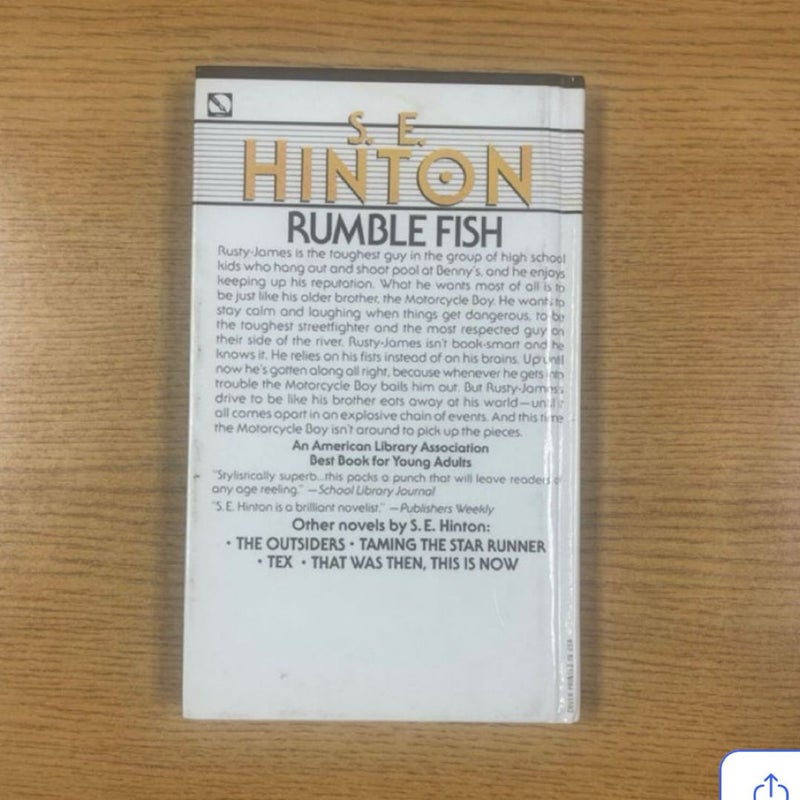 S. E.
HINTON
RUMBLE FISH
Rusty-James is the toughest guy in the group of high school
kids who hang out and shoot pool at Benny's, and he enjoys
keeping up his reputation. What he wants most of all is to
be just like his older brother, the Motorcycle Boy. He wants to
stay calm and laughing when things get dangerous, to be
the toughest streetfighter and the most respected guy on
their side of the river. Rusty-James isn't book-smart and he
knows it. He relies on his fists instead of on his brains. Up until
now he's gotten along all right, because whenever he gets into
trouble the Motorcycle Boy bails him out. But Rusty-James's
drive to be like his brother eats away at his world—until it
all comes apart in an explosive chain of events. And this time
the Motorcycle Boy isn't around to pick up the pieces.
An American Library Association
Best Book for Young Adults
"Stylistically superb...this packs a punch that will leave readers of
any age reeling." —School Library Journal
"S. E. Hinton is a brilliant novelist." —Publishers Weekly
Other novels by S. E. Hinton:
• THE OUTSIDERS • TAMING THE STAR RUNNER
• TEX • THAT WAS THEN, THIS IS NOW
COVER PRINTED IN USA